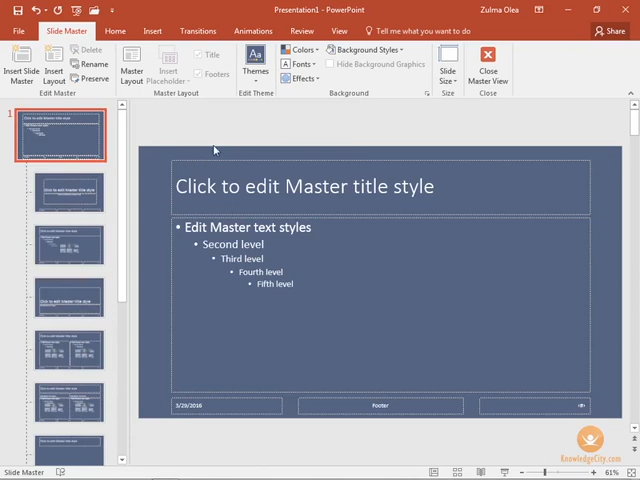 Presentation1 - PowerPoint
Zulma Olea
File
Slide Master
Home
Insert
Transitions
Animations
Review
View
Tell me what you want to do
Share
Insert Slide Master
Insert Layout
Delete
Rename
Preserve
Edit Master
Master Layout
Insert Placeholder
Title
Footers
Master Layout
Themes
Edit Theme
Colors
Fonts
Effects
Background Styles
Hide Background Graphics
Background
Slide Size
Size
Close Master View
Close
1
Click to edit Master title style
• Edit Master text styles
• Second level
• Third level
• Fourth level
• Fifth level
3/29/2016
Footer
‹#›
KnowledgeCity.com
Slide Master
61%